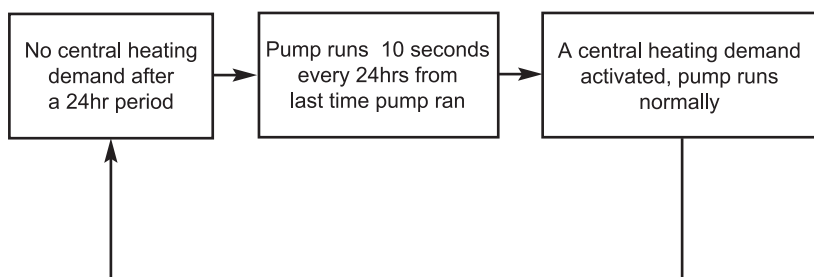 No central heating
demand after
a 24hr period
Pump runs 10 seconds
every 24hrs from
last time pump ran
A central heating demand
activated, pump runs
normally